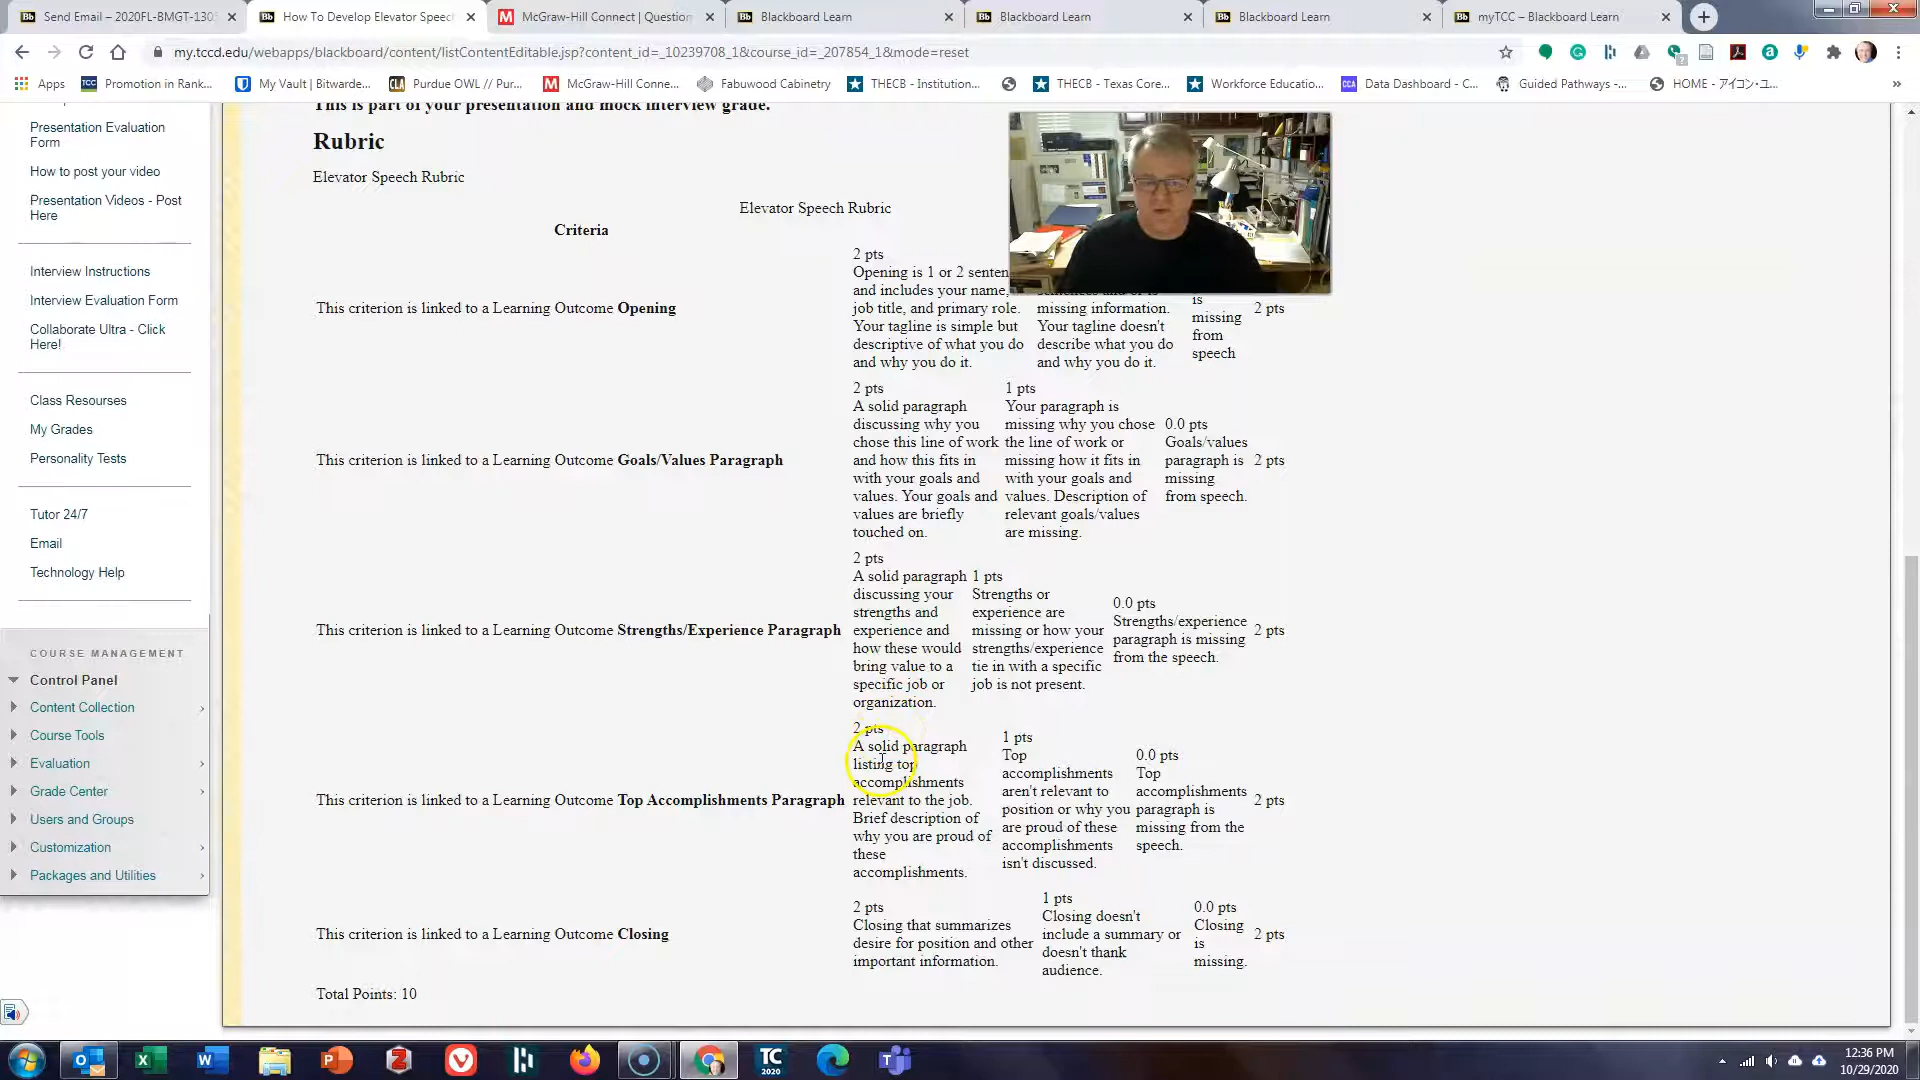 Send Email – 2020FL-BMGT-130
How To Develop Elevator Speech
McGraw-Hill Connect | Question
Blackboard Learn
Blackboard Learn
Blackboard Learn
myTCC – Blackboard Learn
my.tccd.edu/webapps/blackboard/content/listContentEditable.jsp?content_id=_10239708_1&course_id=_207854_1&mode=reset
Apps
Promotion in Rank...
My Vault | Bitwarde...
Purdue OWL // Pur...
McGraw-Hill Conne...
Fabuwood Cabinetry
THECB - Institution...
THECB - Texas Core...
Workforce Educatio...
Data Dashboard - C...
Guided Pathways -...
HOME - アイコン・ユ...
Presentation Evaluation
Form
How to post your video
Presentation Videos - Post
Here
Interview Instructions
Interview Evaluation Form
Collaborate Ultra - Click
Here!
Class Resourses
My Grades
Personality Tests
Tutor 24/7
Email
Technology Help
COURSE MANAGEMENT
Control Panel
Content Collection
Course Tools
Evaluation
Grade Center
Users and Groups
Customization
Packages and Utilities
This is part of your presentation and mock interview grade.
Rubric
Elevator Speech Rubric
Elevator Speech Rubric
Criteria
This criterion is linked to a Learning Outcome Opening
2 pts
Opening is 1 or 2 senten
and includes your name,
job title, and primary role.
Your tagline is simple but
descriptive of what you do
and why you do it.
missing information.
Your tagline doesn't
describe what you do
and why you do it.
is
missing
from
speech
2 pts
This criterion is linked to a Learning Outcome Goals/Values Paragraph
2 pts
A solid paragraph
discussing why you
chose this line of work
and how this fits in
with your goals and
values. Your goals and
values are briefly
touched on.
1 pts
Your paragraph is
missing why you chose
the line of work or
missing how it fits in
with your goals and
values. Description of
relevant goals/values
are missing.
0.0 pts
Goals/values
paragraph is
missing
from speech.
2 pts
This criterion is linked to a Learning Outcome Strengths/Experience Paragraph
2 pts
A solid paragraph
discussing your
strengths and
experience and
how these would
bring value to a
specific job or
organization.
1 pts
Strengths or
experience are
missing or how your
strengths/experience
tie in with a specific
job is not present.
0.0 pts
Strengths/experience
paragraph is missing
from the speech.
2 pts
This criterion is linked to a Learning Outcome Top Accomplishments Paragraph
2 pts
A solid paragraph
listing top
accomplishments
relevant to the job.
Brief description of
why you are proud of
these
accomplishments.
1 pts
Top
accomplishments
aren't relevant to
position or why you
are proud of these
accomplishments
isn't discussed.
0.0 pts
Top
accomplishments
paragraph is
missing from the
speech.
2 pts
This criterion is linked to a Learning Outcome Closing
2 pts
Closing that summarizes
desire for position and other
important information.
1 pts
Closing doesn't
include a summary or
doesn't thank
audience.
0.0 pts
Closing
is
missing.
2 pts
Total Points: 10
TC
2020
12:36 PM
10/29/2020